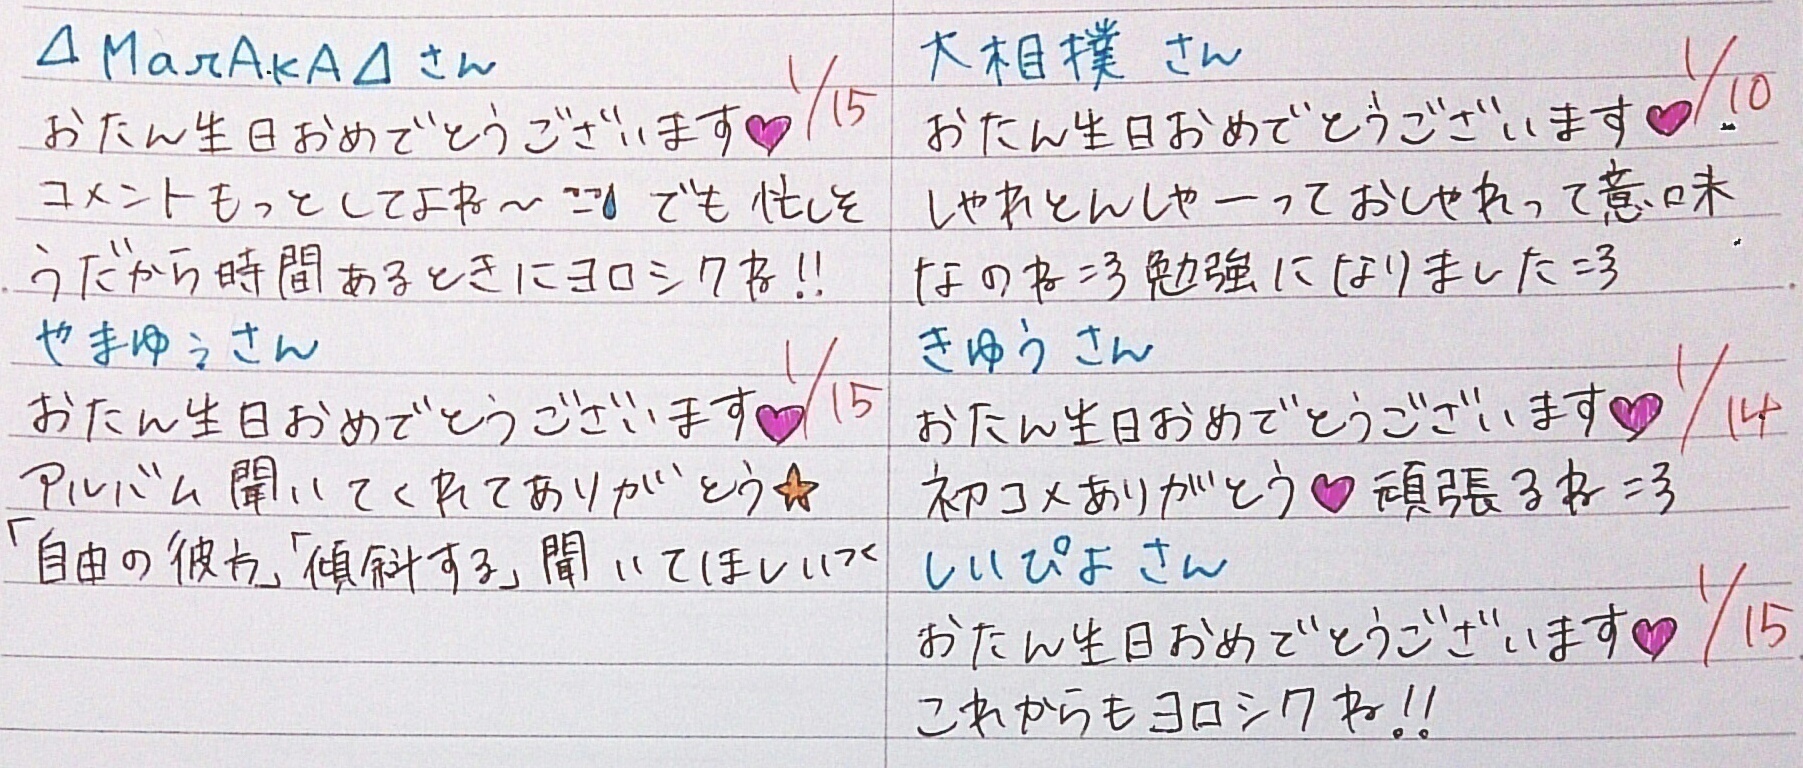 Δ MarAkA Δ さん
1/15
おたん生日おめでとうございます♥
コメントもっとしてよね〜 でも 忙しそ
うだから時間あるときにヨロシクね!!
やまゆぅさん
1/15
おたん生日おめでとうございます♥
アルバム聞いてくれてありがとう☆
「自由の彼方」「傾斜する」聞いてほしいっく
大相撲 さん
1/10
おたん生日おめでとうございます♥
しゃれとんしゃーっておしゃれって意味
なのね=3 勉強になりました=3
きゆう さん
1/14
おたん生日おめでとうございます♥
初コメありがとう♥ 頑張るね=3
しいぴよ さん
1/15
おたん生日おめでとうございます♥
これからもヨロシクね!!